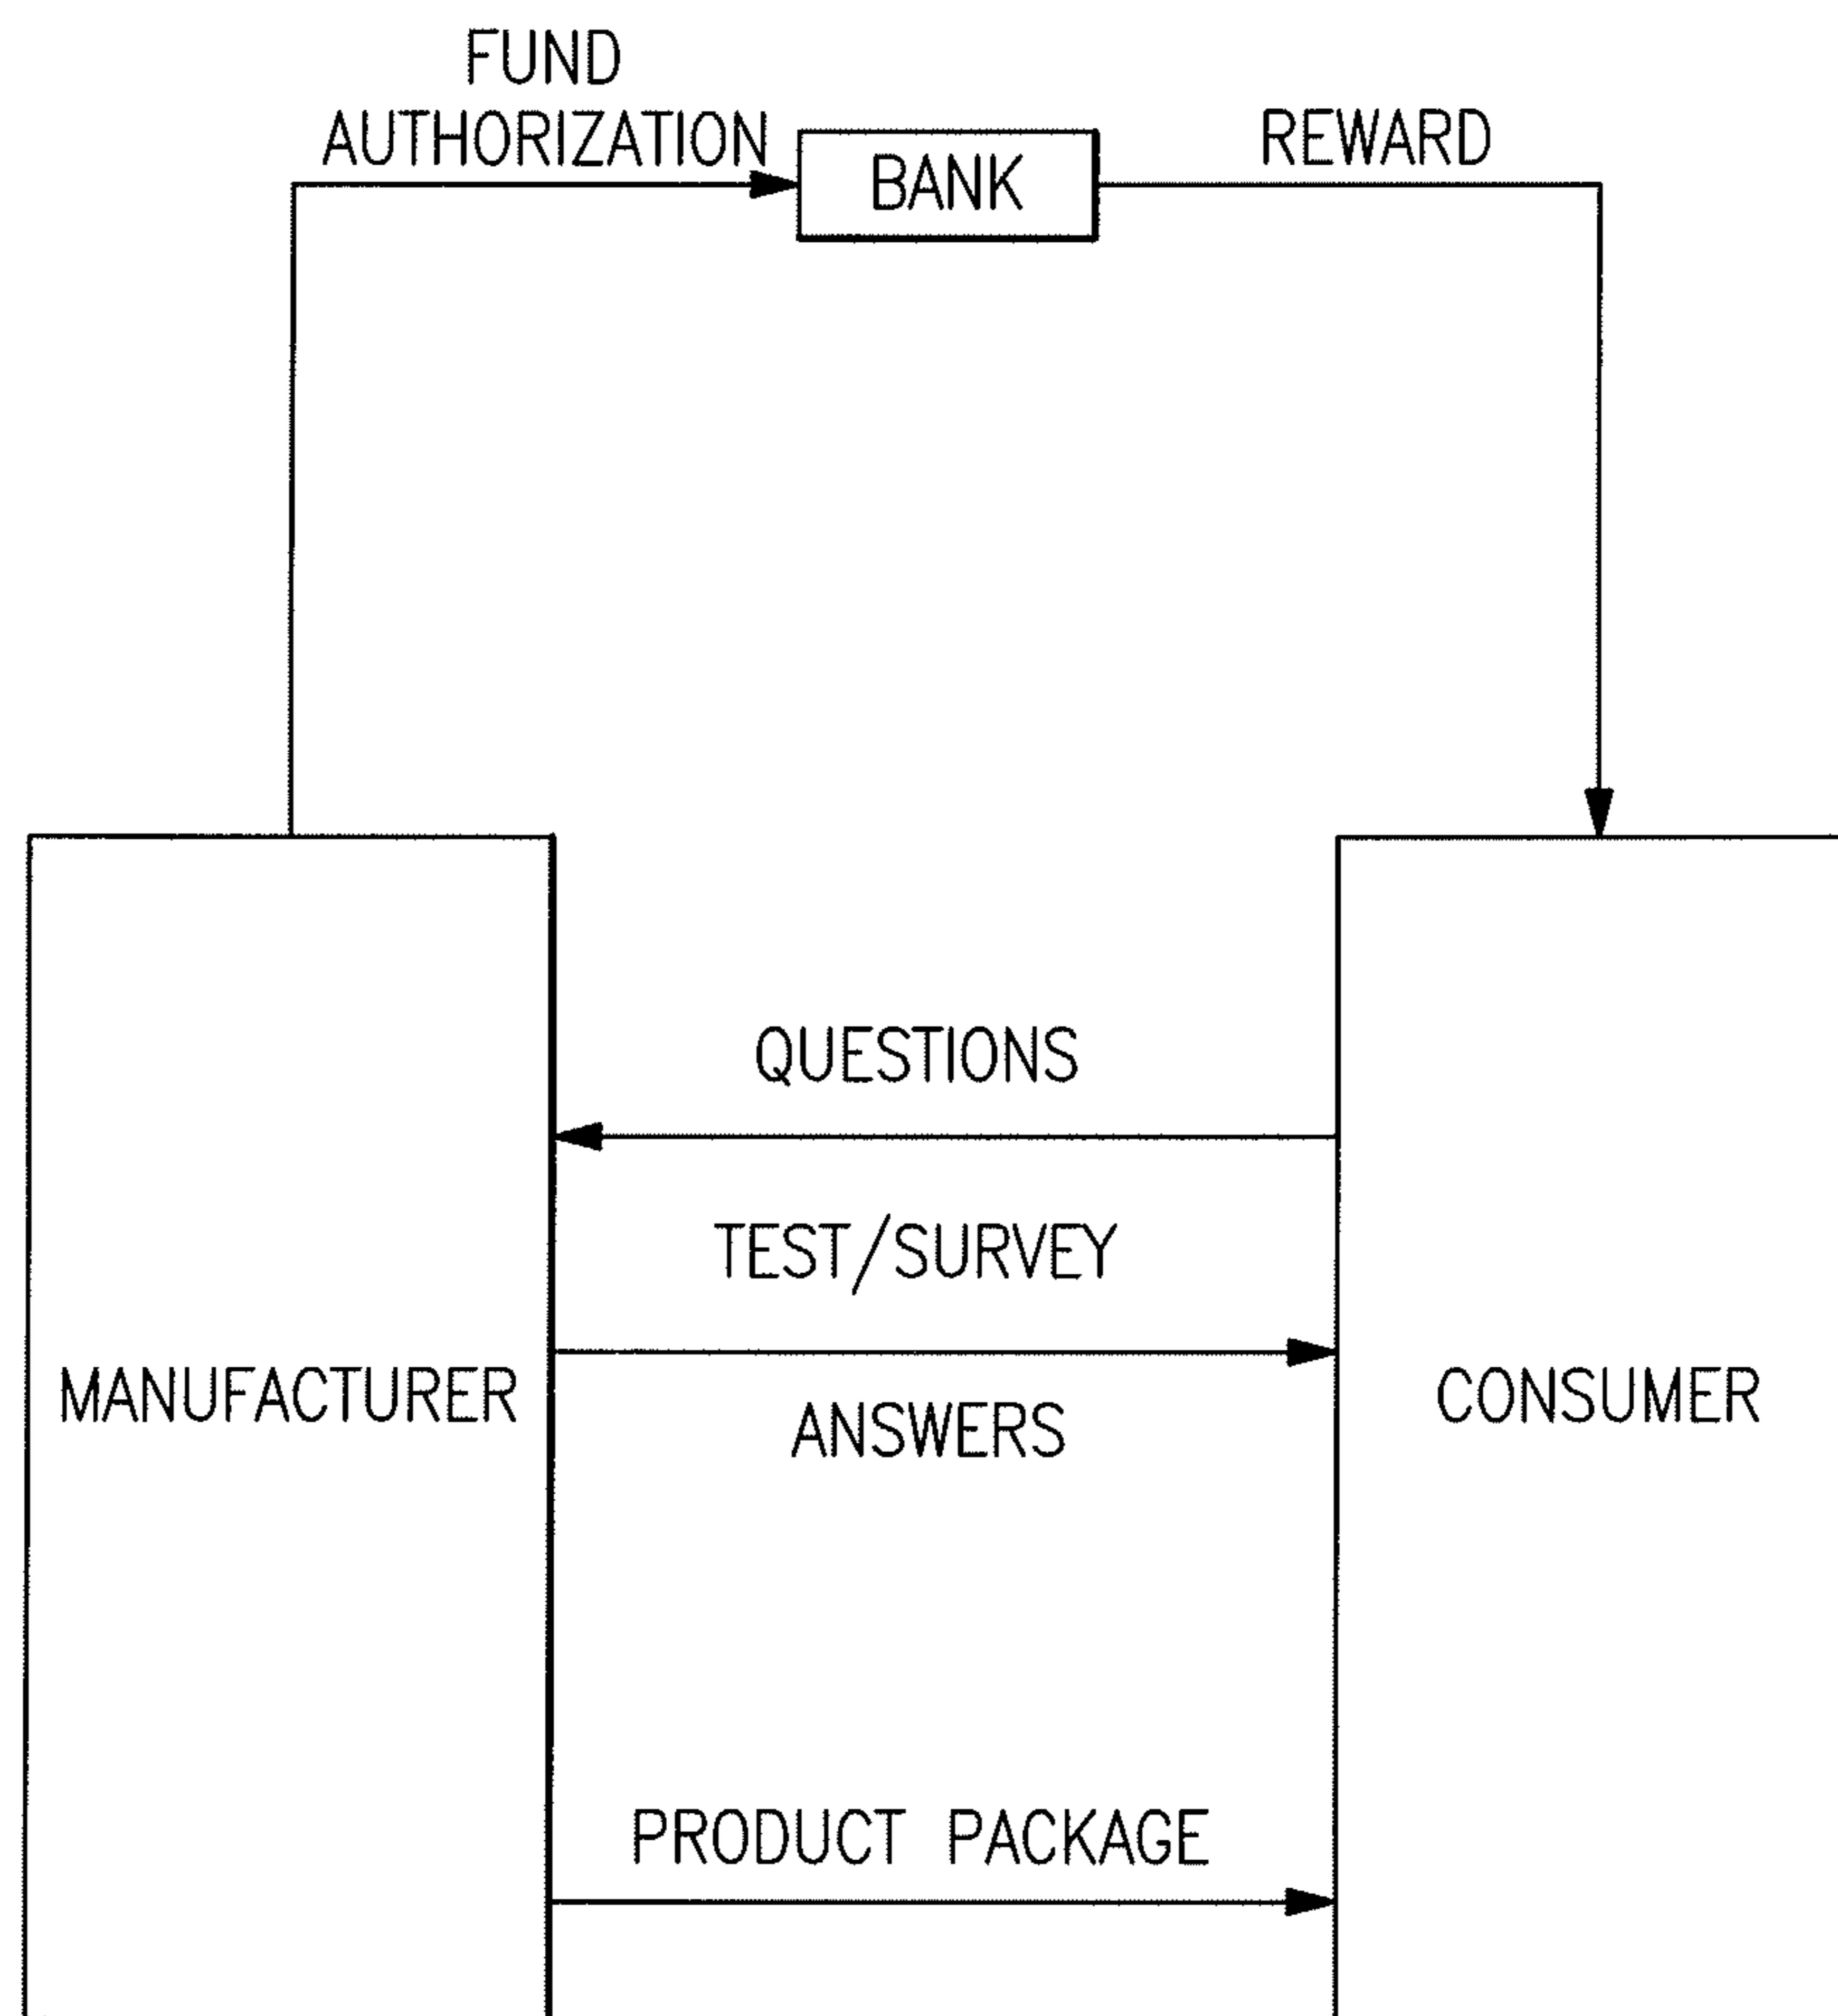 FUND
AUTHORIZATION
BANK
REWARD
QUESTIONS
TEST/SURVEY
MANUFACTURER
CONSUMER
ANSWERS
PRODUCT PACKAGE